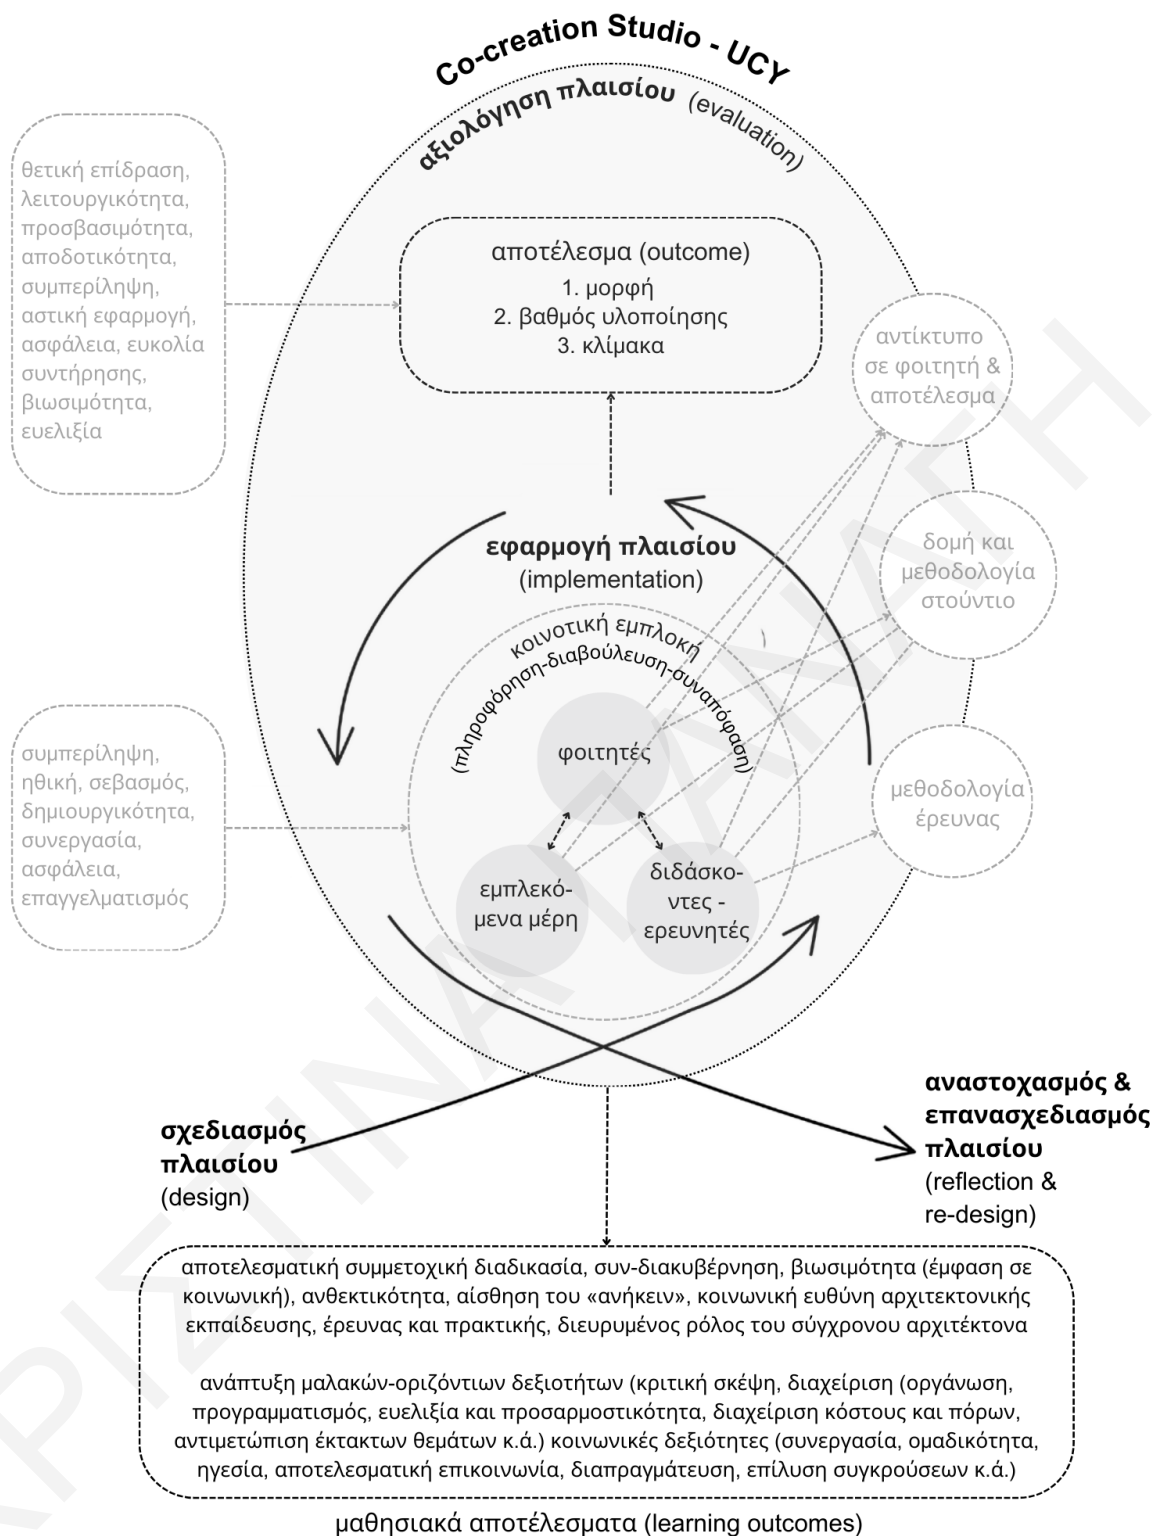 Co-creation Studio - UCY
αξιολόγηση πλαισίου (evaluation)
θετική επίδραση,
λειτουργικότητα,
προσβασιμότητα,
αποδοτικότητα,
συμπερίληψη,
αστική εφαρμογή,
ασφάλεια, ευκολία
συντήρησης,
βιωσιμότητα,
ευελιξία
αποτέλεσμα (outcome)
1. μορφή
2. βαθμός υλοποίησης
3. κλίμακα
αντίκτυπο
σε φοιτητή &
αποτέλεσμα
δομή και
μεθοδολογία
στούντιο
εφαρμογή πλαισίου
(implementation)
κοινοτική εμπλοκή
(πληροφόρηση-διαβούλευση-συναπόφαση)
φοιτητές
εμπλεκό-
μενα μέρη
διδάσκο-
ντες -
ερευνητές
μεθοδολογία
έρευνας
συμπερίληψη,
ηθική, σεβασμός,
δημιουργικότητα,
συνεργασία,
ασφάλεια,
επαγγελματισμός
σχεδιασμός
πλαισίου
(design)
αναστοχασμός &
επανασχεδιασμός
πλαισίου
(reflection &
re-design)
αποτελεσματική συμμετοχική διαδικασία, συν-διακυβέρνηση, βιωσιμότητα (έμφαση σε
κοινωνική), ανθεκτικότητα, αίσθηση του «ανήκειν», κοινωνική ευθύνη αρχιτεκτονικής
εκπαίδευσης, έρευνας και πρακτικής, διευρυμένος ρόλος του σύγχρονου αρχιτέκτονα
ανάπτυξη μαλακών-οριζόντιων δεξιοτήτων (κριτική σκέψη, διαχείριση (οργάνωση,
προγραμματισμός, ευελιξία και προσαρμοστικότητα, διαχείριση κόστους και πόρων,
αντιμετώπιση έκτακτων θεμάτων κ.ά.) κοινωνικές δεξιότητες (συνεργασία, ομαδικότητα,
ηγεσία, αποτελεσματική επικοινωνία, διαπραγμάτευση, επίλυση συγκρούσεων κ.ά.)
μαθησιακά αποτέλεσματα (learning outcomes)